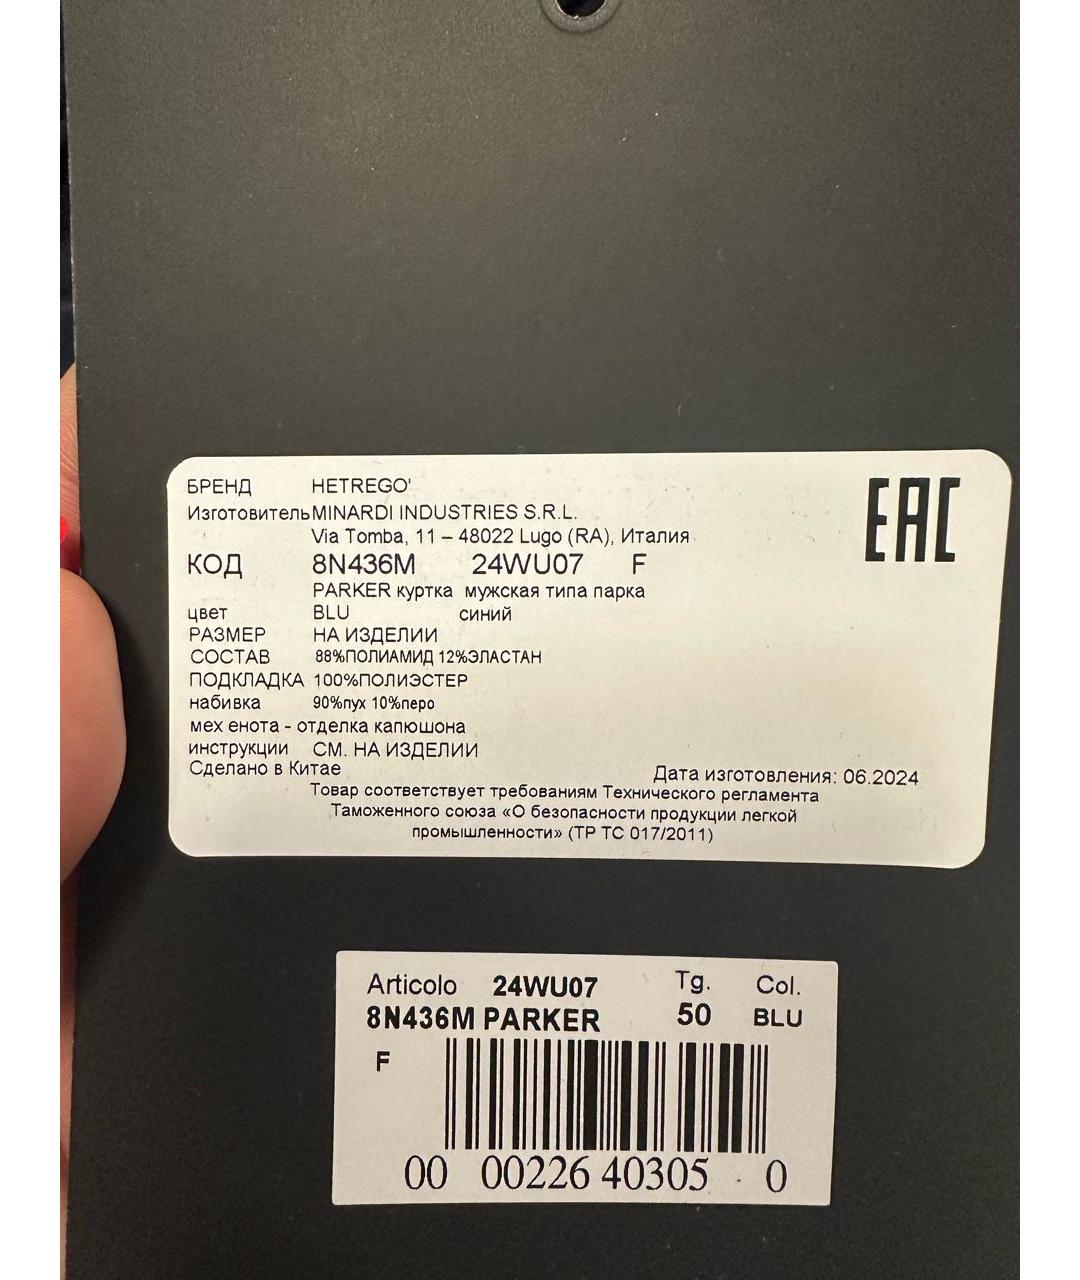 EAC
БРЕНД HETREGO'
Изготовитель MINARDI INDUSTRIES S.R.L.
Via Tomba, 11 – 48022 Lugo (RA), Италия
КОД 8N436M 24WU07 F
PARKER куртка мужская типа парка
цвет BLU синий
РАЗМЕР НА ИЗДЕЛИИ
СОСТАВ 88%ПОЛИАМИД 12%ЭЛАСТАН
ПОДКЛАДКА 100%ПОЛИЭСТЕР
набивка 90%пух 10%перо
мех енота - отделка капюшона
инструкции СМ. НА ИЗДЕЛИИ
Сделано в Китае Дата изготовления: 06.2024
Товар соответствует требованиям Технического регламента
Таможенного союза «О безопасности продукции легкой
промышленности» (ТР ТС 017/2011)
Articolo 24WU07 Tg. Col.
8N436M PARKER 50 BLU
F
00 00226 40305 0